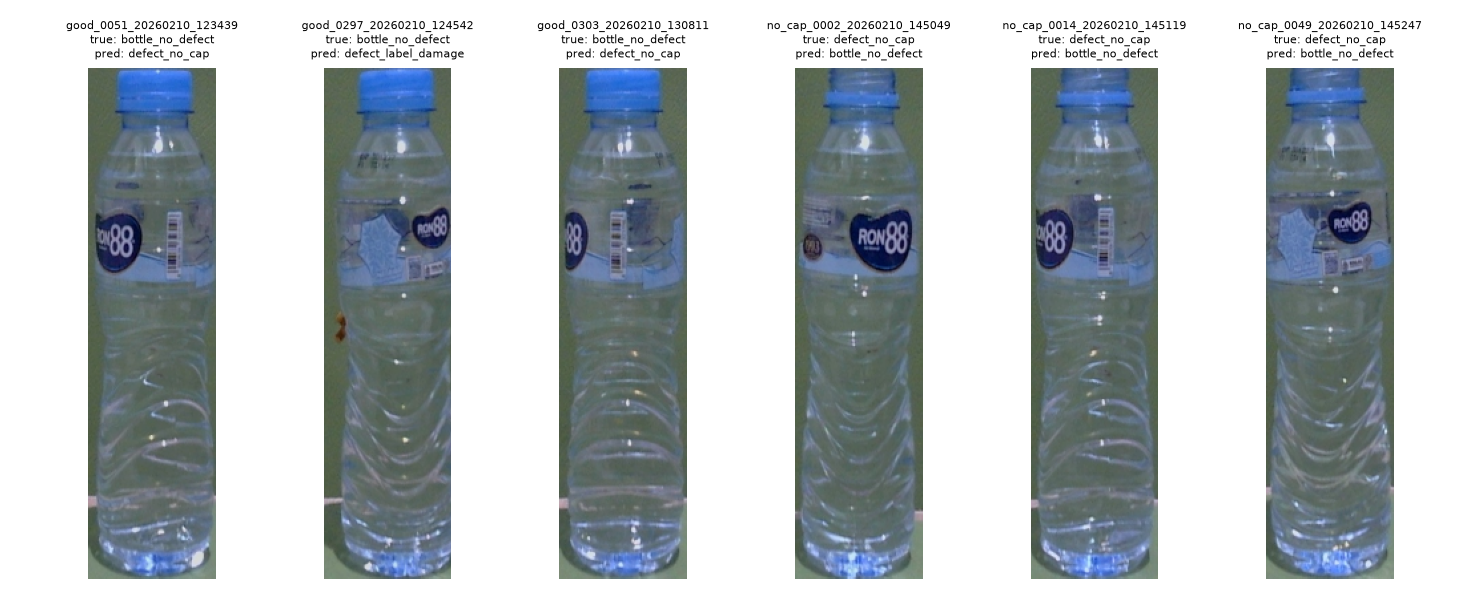 good_0051_20260210_123439
true: bottle_no_defect
pred: defect_no_cap
good_0297_20260210_124542
true: bottle_no_defect
pred: defect_label_damage
good_0303_20260210_130811
true: bottle_no_defect
pred: defect_no_cap
no_cap_0002_20260210_145049
true: defect_no_cap
pred: bottle_no_defect
no_cap_0014_20260210_145119
true: defect_no_cap
pred: bottle_no_defect
no_cap_0049_20260210_145247
true: defect_no_cap
pred: bottle_no_defect
RON88
RON88
88
RON88
RON88
RON88